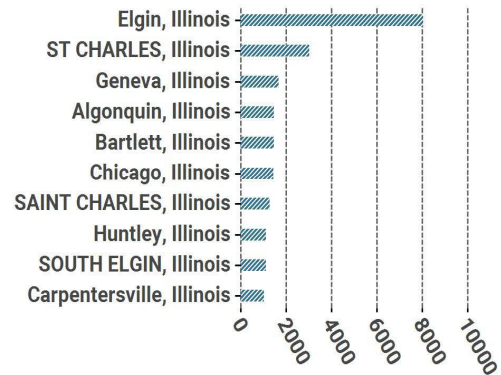 Elgin, Illinois
ST CHARLES, Illinois
Geneva, Illinois
Algonquin, Illinois
Bartlett, Illinois
Chicago, Illinois
SAINT CHARLES, Illinois
Huntley, Illinois
SOUTH ELGIN, Illinois
Carpentersville, Illinois
0 2000 4000 6000 8000 10000